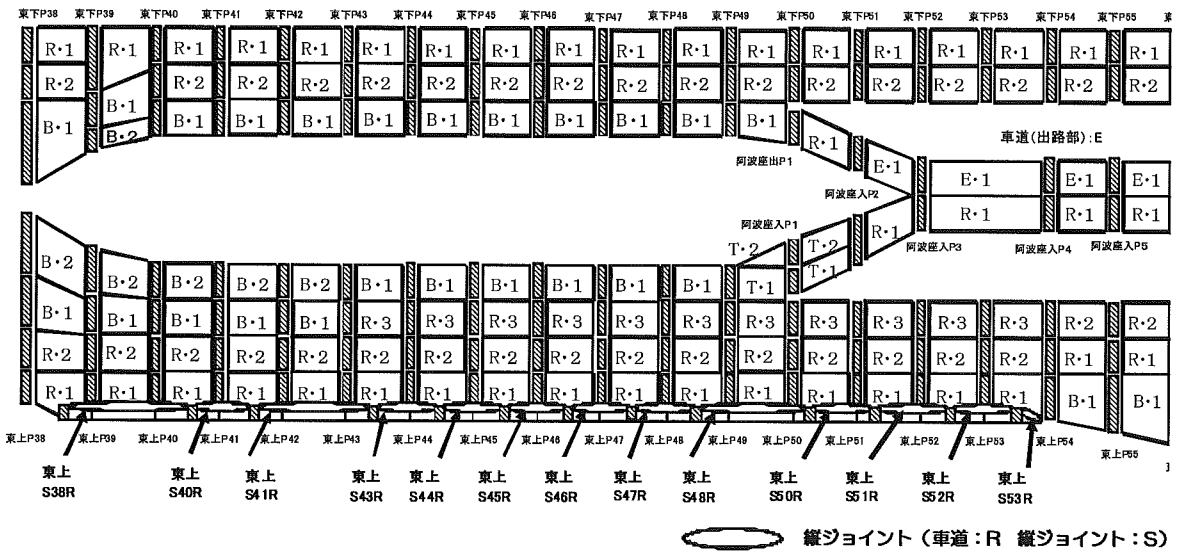 東下P38 東下P39 東下P40 東下P41 東下P42 東下P43 東下P44 東下P45 東下P46 東下P47 東下P48 東下P49 東下P50 東下P51 東下P52 東下P53 東下P54 東下P55
R・1 R・1 R・1 R・1 R・1 R・1 R・1 R・1 R・1 R・1 R・1 R・1 R・1 R・1 R・1 R・1 R・1 R・1
R・2 R・2 R・2 R・2 R・2 R・2 R・2 R・2 R・2 R・2 R・2 R・2 R・2 R・2 R・2 R・2 R・2
B・1 B・1 B・1 B・1 B・1 B・1 B・1 B・1 B・1 B・1 B・1 B・1
B・2 R・1 車道(出路部):E
阿波座出P1 E・1
E・1 E・1 E・1
阿波座入P2
阿波座入P1 R・1 R・1 R・1
R・1
T・2 T・2 阿波座入P3 阿波座入P4 阿波座入P5
T・1
B・2 B・2 B・2 B・2 B・2 B・1 B・1 B・1 B・1 B・1 B・1 T・1
B・1 B・1 B・1 B・1 B・1 R・3 R・3 R・3 R・3 R・3 R・3 R・3 R・3 R・3 R・3 R・3 R・2 R・2
R・2 R・2 R・2 R・2 R・2 R・2 R・2 R・2 R・2 R・2 R・2 R・2 R・2 R・2 R・2 R・2 R・1 R・1
R・1 R・1 R・1 R・1 R・1 R・1 R・1 R・1 R・1 R・1 R・1 R・1 R・1 R・1 R・1 R・1 B・1 B・1
東上P38 東上P39 東上P40 東上P41 東上P42 東上P43 東上P44 東上P45 東上P46 東上P47 東上P48 東上P49 東上P50 東上P51 東上P52 東上P53 東上P54
東上P55
東上 東上 東上 東上 東上 東上 東上 東上 東上 東上 東上 東上 東上
S38R S40R S41R S43R S44R S45R S46R S47R S48R S50R S51R S52R S53R
縦ジョイント（車道：R 縦ジョイント：S）